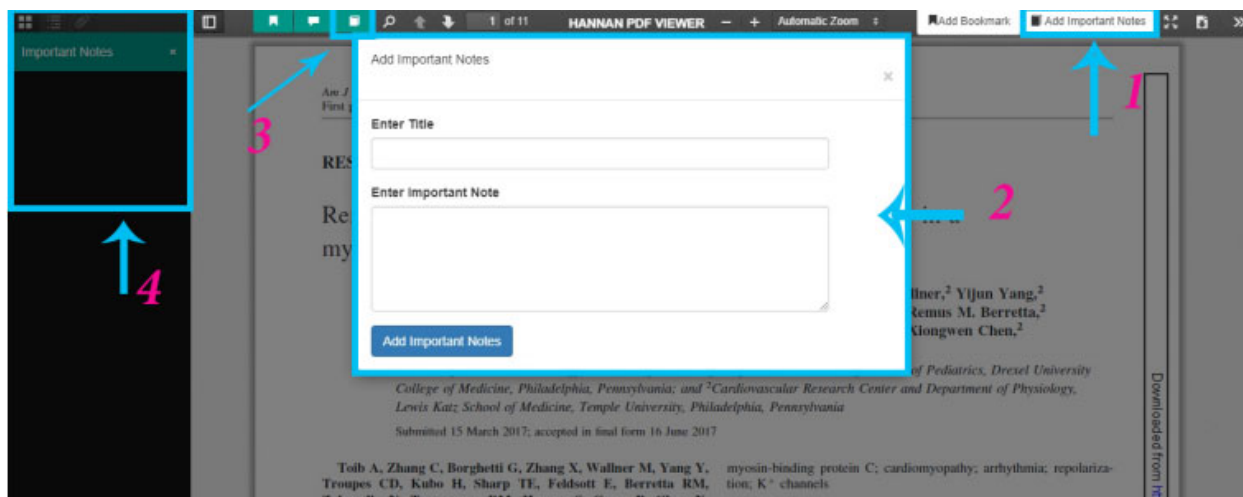 1 of 11
HANNAN PDF VIEWER
Automatic Zoom
Add Bookmark
Add Important Notes
Important Notes
Add Important Notes
×
Enter Title
Enter Important Note
Add Important Notes
1
2
3
4
Am J
First
RES
Re
my
in a
llner,² Yijun Yang,²
Remus M. Berretta,²
Xiongwen Chen,²
of Pediatrics, Drexel University
College of Medicine, Philadelphia, Pennsylvania; and ²Cardiovascular Research Center and Department of Physiology,
Lewis Katz School of Medicine, Temple University, Philadelphia, Pennsylvania
Submitted 15 March 2017; accepted in final form 16 June 2017
Toib A, Zhang C, Borghetti G, Zhang X, Wallner M, Yang Y,
Troupes CD, Kubo H, Sharp TE, Feldsott E, Berretta RM,
myosin-binding protein C; cardiomyopathy; arrhythmia; repolariza-
tion; K⁺ channels
Downloaded from